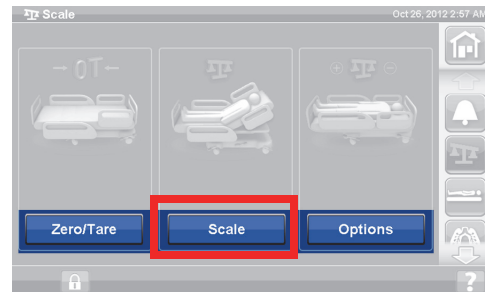 Scale Oct 26, 2012 2:57 AM
→ 0T ←
Zero/Tare Scale Options
?